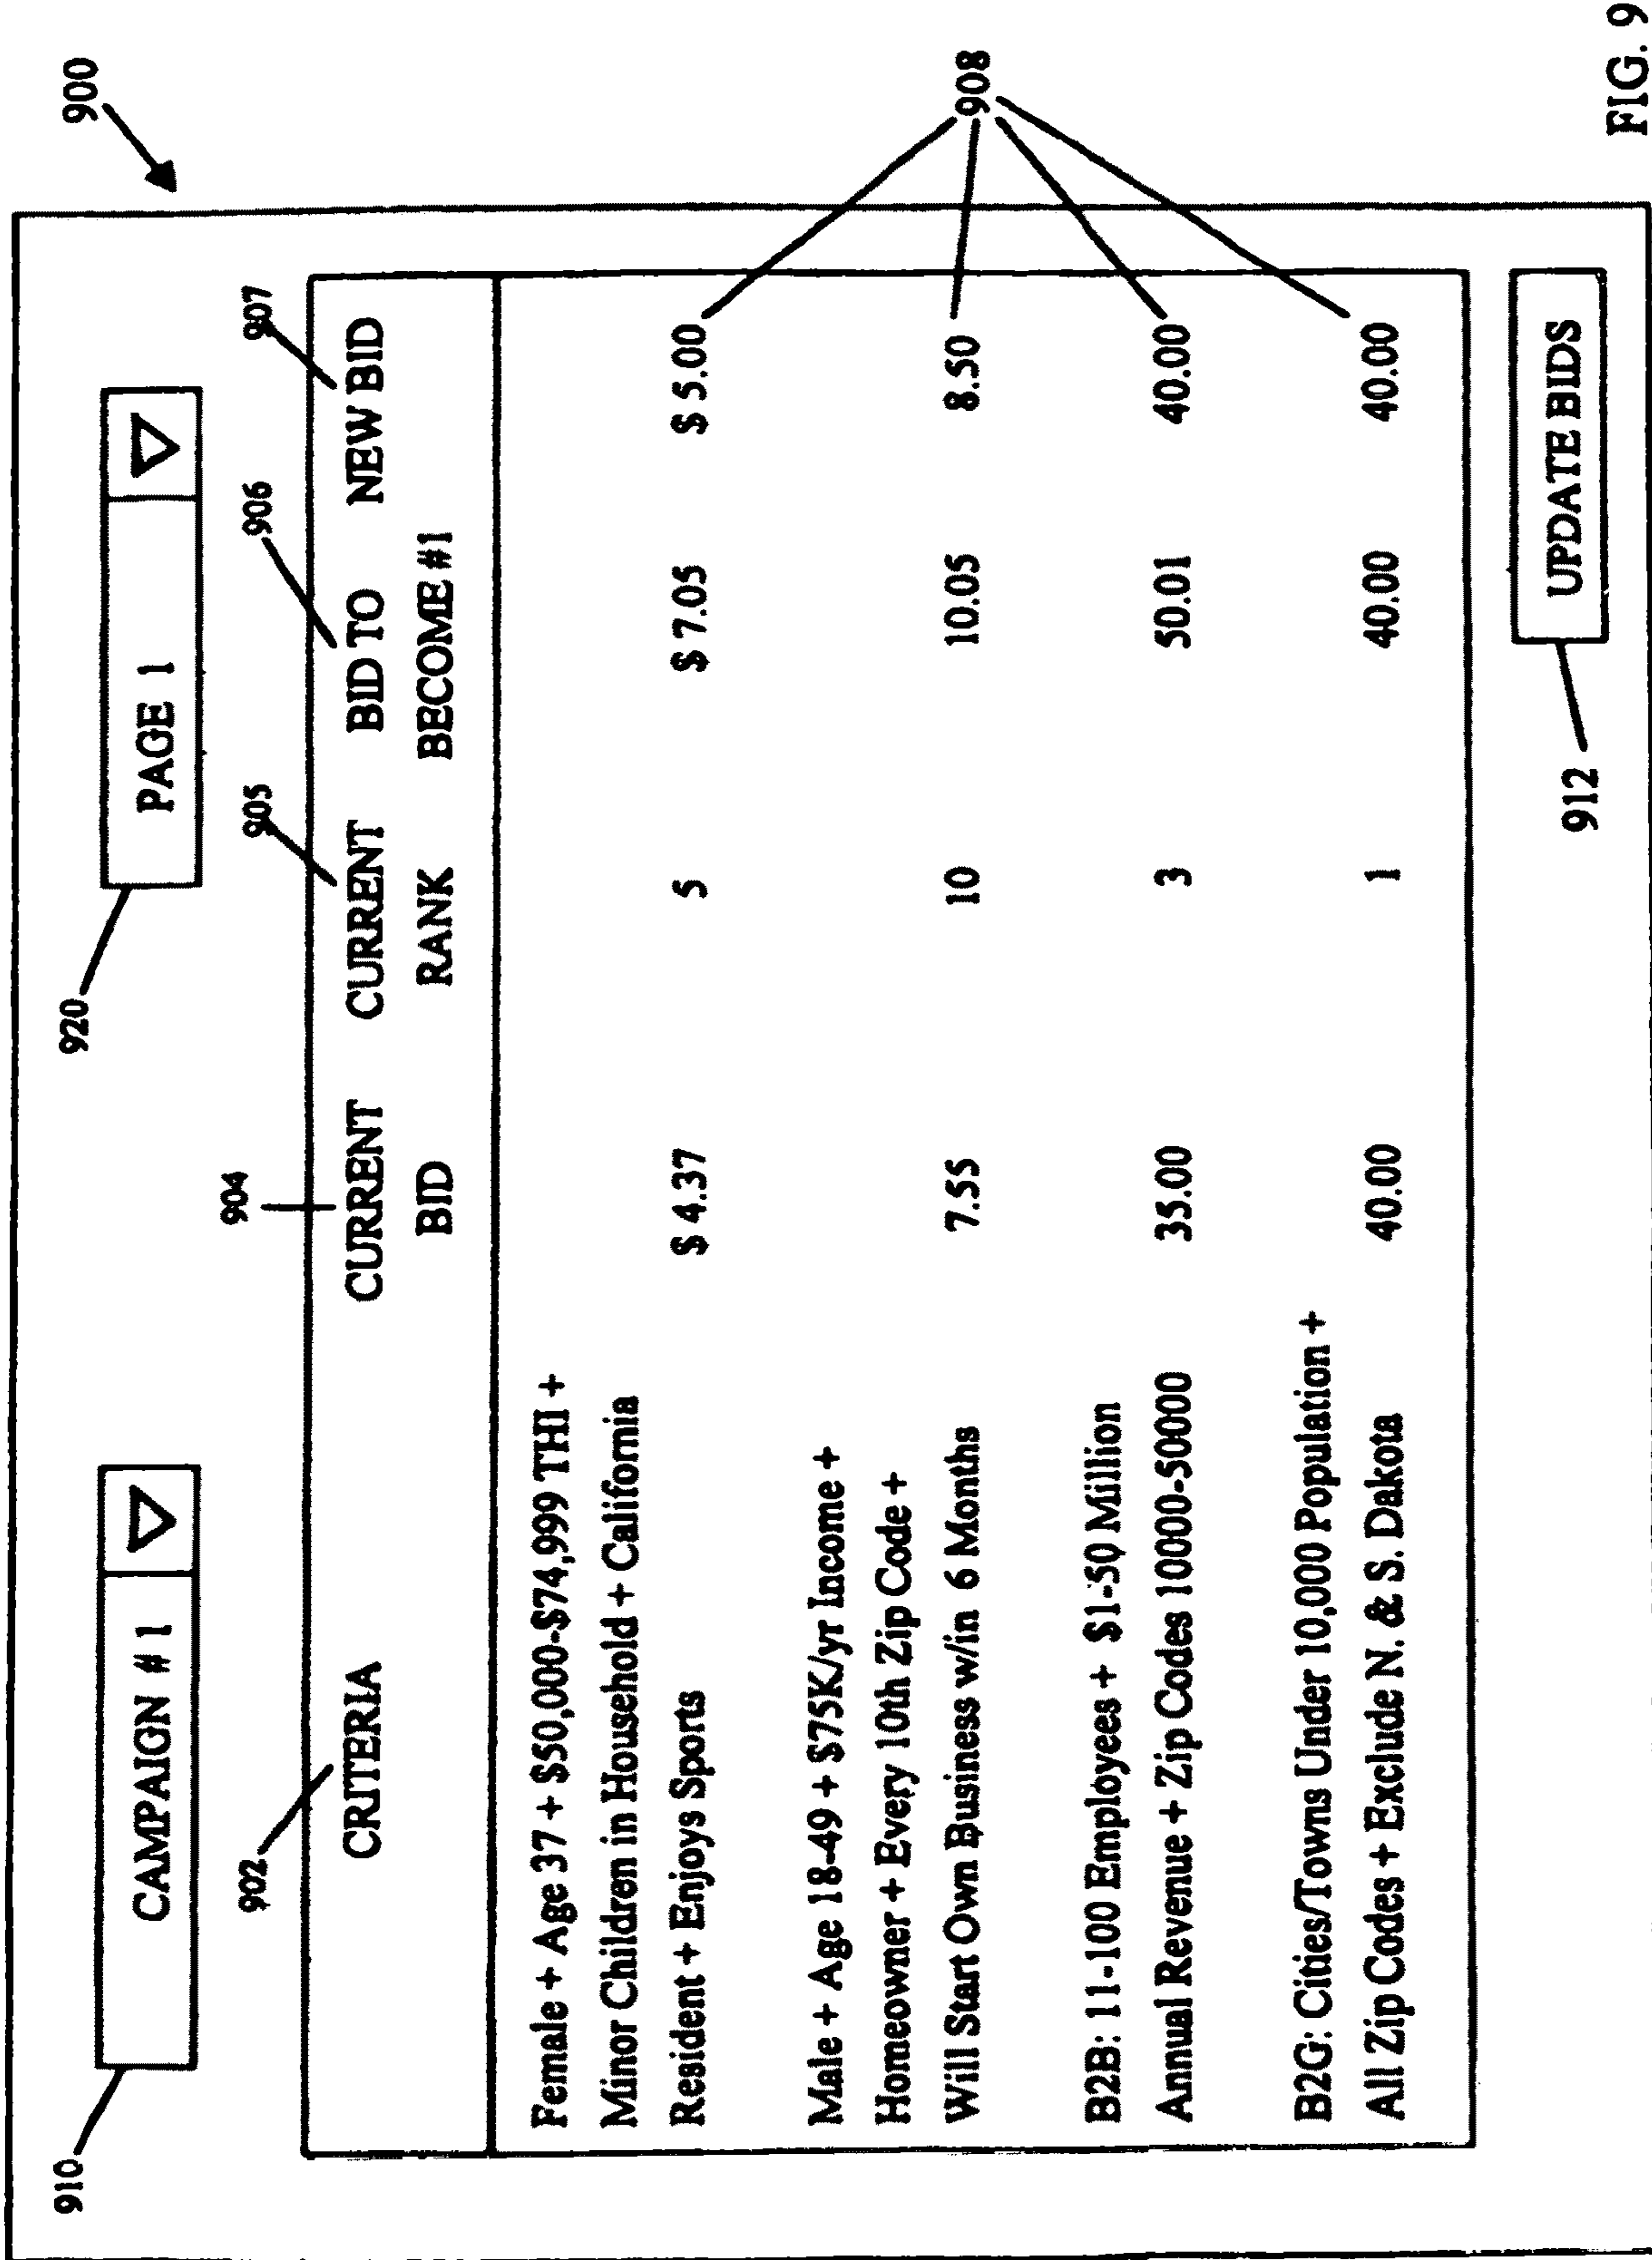 900
910
CAMPAIGN # 1
920
PAGE 1
902
904
905
906
907
CRITERIA CURRENT CURRENT BID TO NEW BID
BID RANK BECOME #1
Female + Age 37 + $50,000-$74,999 THI +
Minor Children in Household + California
Resident + Enjoys Sports $ 4.37 5 $ 7.05 $ 5.00
Male + Age 18-49 + $75K/yr Income +
Homeowner + Every 10th Zip Code +
Will Start Own Business w/in 6 Months 7.55 10 10.05 8.50
908
B2B: 11-100 Employees + $1-50 Million
Annual Revenue + Zip Codes 10000-50000 35.00 3 50.01 40.00
B2G: Cities/Towns Under 10,000 Population +
All Zip Codes + Exclude N. & S. Dakota 40.00 1 40.00 40.00
912
UPDATE BIDS
FIG. 9